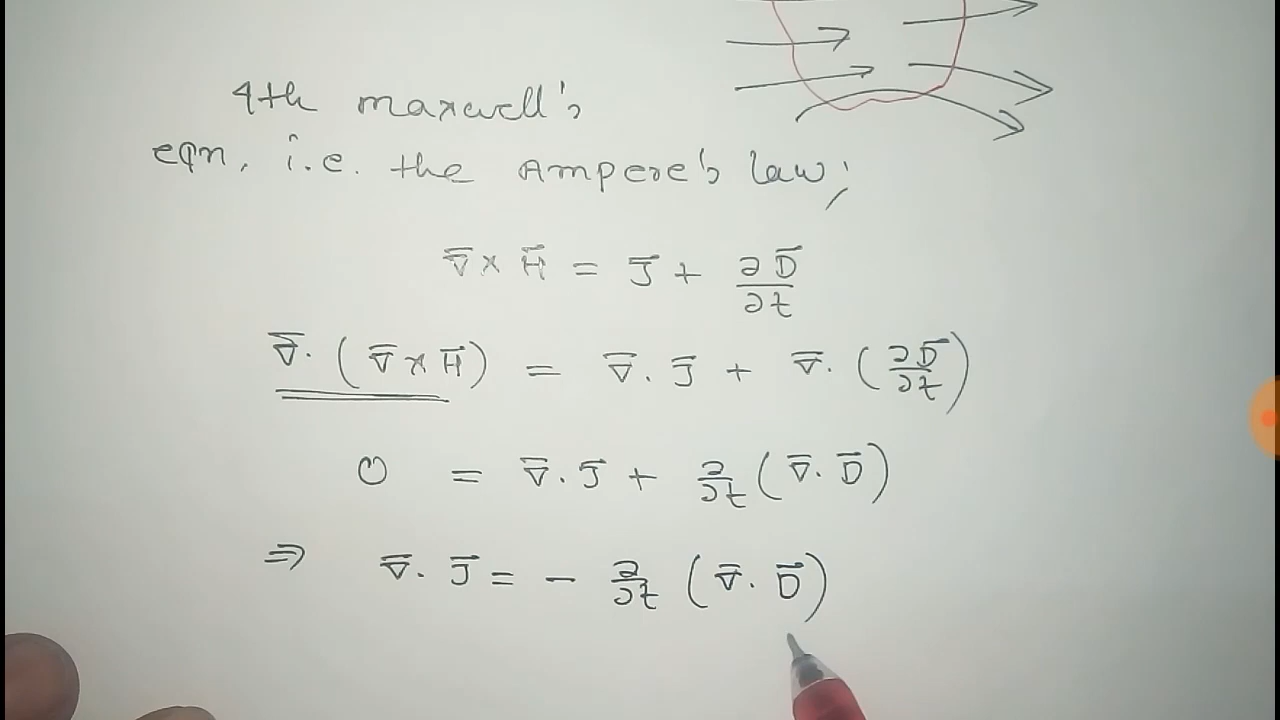 4th maxwell's
eqn, i.e. the Ampere's law;
∇̄ × H̄ = J̄ + ∂D̄/∂t
∇̄. (∇̄ × H̄) = ∇̄. J̄ + ∇̄. (∂D̄/∂t)
0 = ∇̄. J̄ + ∂/∂t (∇̄. D̄)
⇒ ∇̄. J̄ = - ∂/∂t (∇̄. D̄)